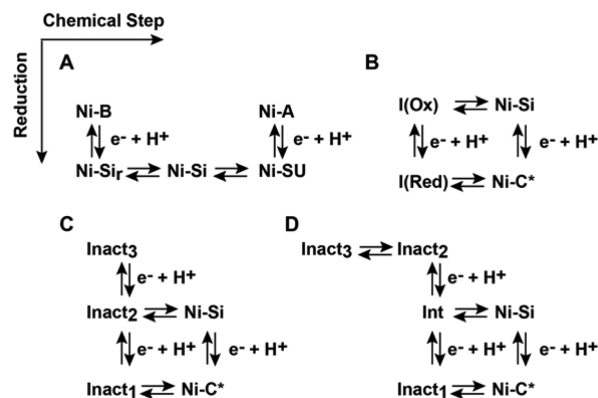 Chemical Step
Reduction
A
Ni-B
Ni-A
e- + H+
e- + H+
Ni-Sir
Ni-Si
Ni-SU
B
I(Ox)
Ni-Si
e- + H+
e- + H+
I(Red)
Ni-C*
C
Inact3
e- + H+
Inact2
Ni-Si
e- + H+
e- + H+
Inact1
Ni-C*
D
Inact3
Inact2
e- + H+
Int
Ni-Si
e- + H+
e- + H+
Inact1
Ni-C*